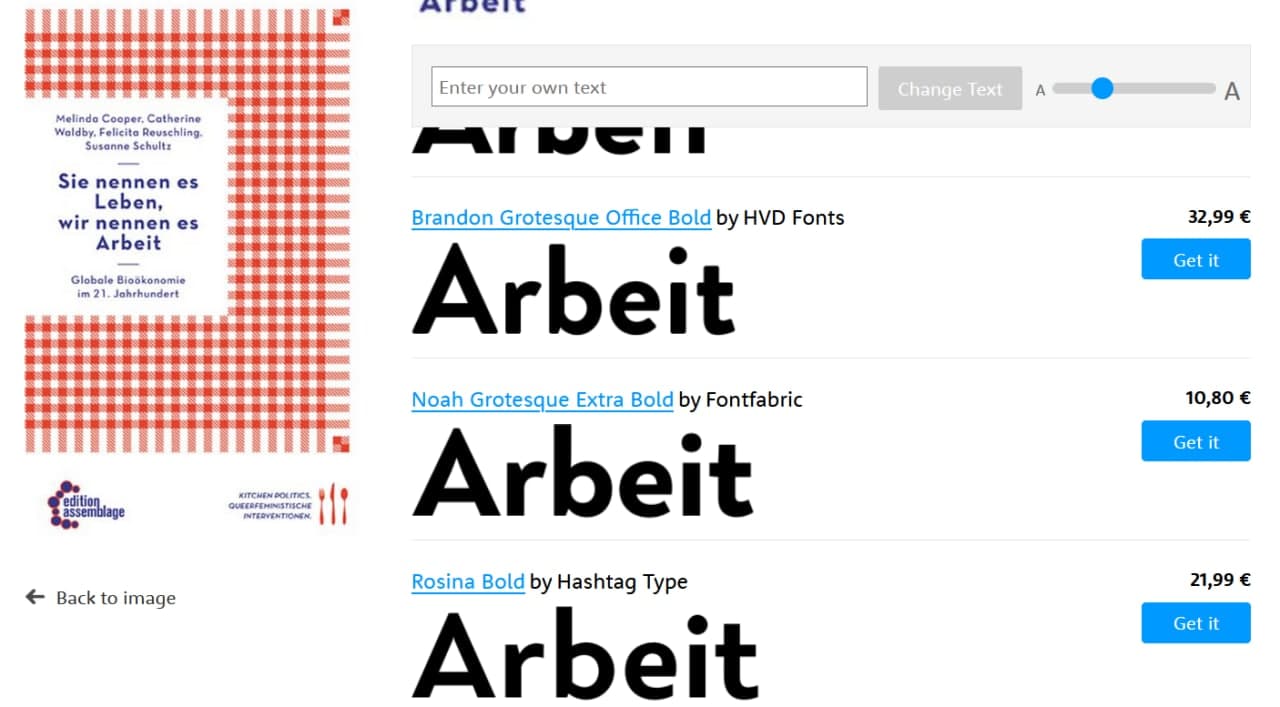 Melinda Cooper, Catherine
Waldby, Felicita Reuschling,
Susanne Schultz
Sie nennen es
Leben,
wir nennen es
Arbeit
Globale Bioökonomie
im 21. Jahrhundert
edition
assemblage
KITCHEN POLITICS.
QUEERFEMINISTISCHE
INTERVENTIONEN.
Back to image
Arbeit
Enter your own text
Change Text
A
A
Arbeit
Brandon Grotesque Office Bold by HVD Fonts
32,99 €
Get it
Arbeit
Noah Grotesque Extra Bold by Fontfabric
10,80 €
Get it
Arbeit
Rosina Bold by Hashtag Type
21,99 €
Get it
Arbeit